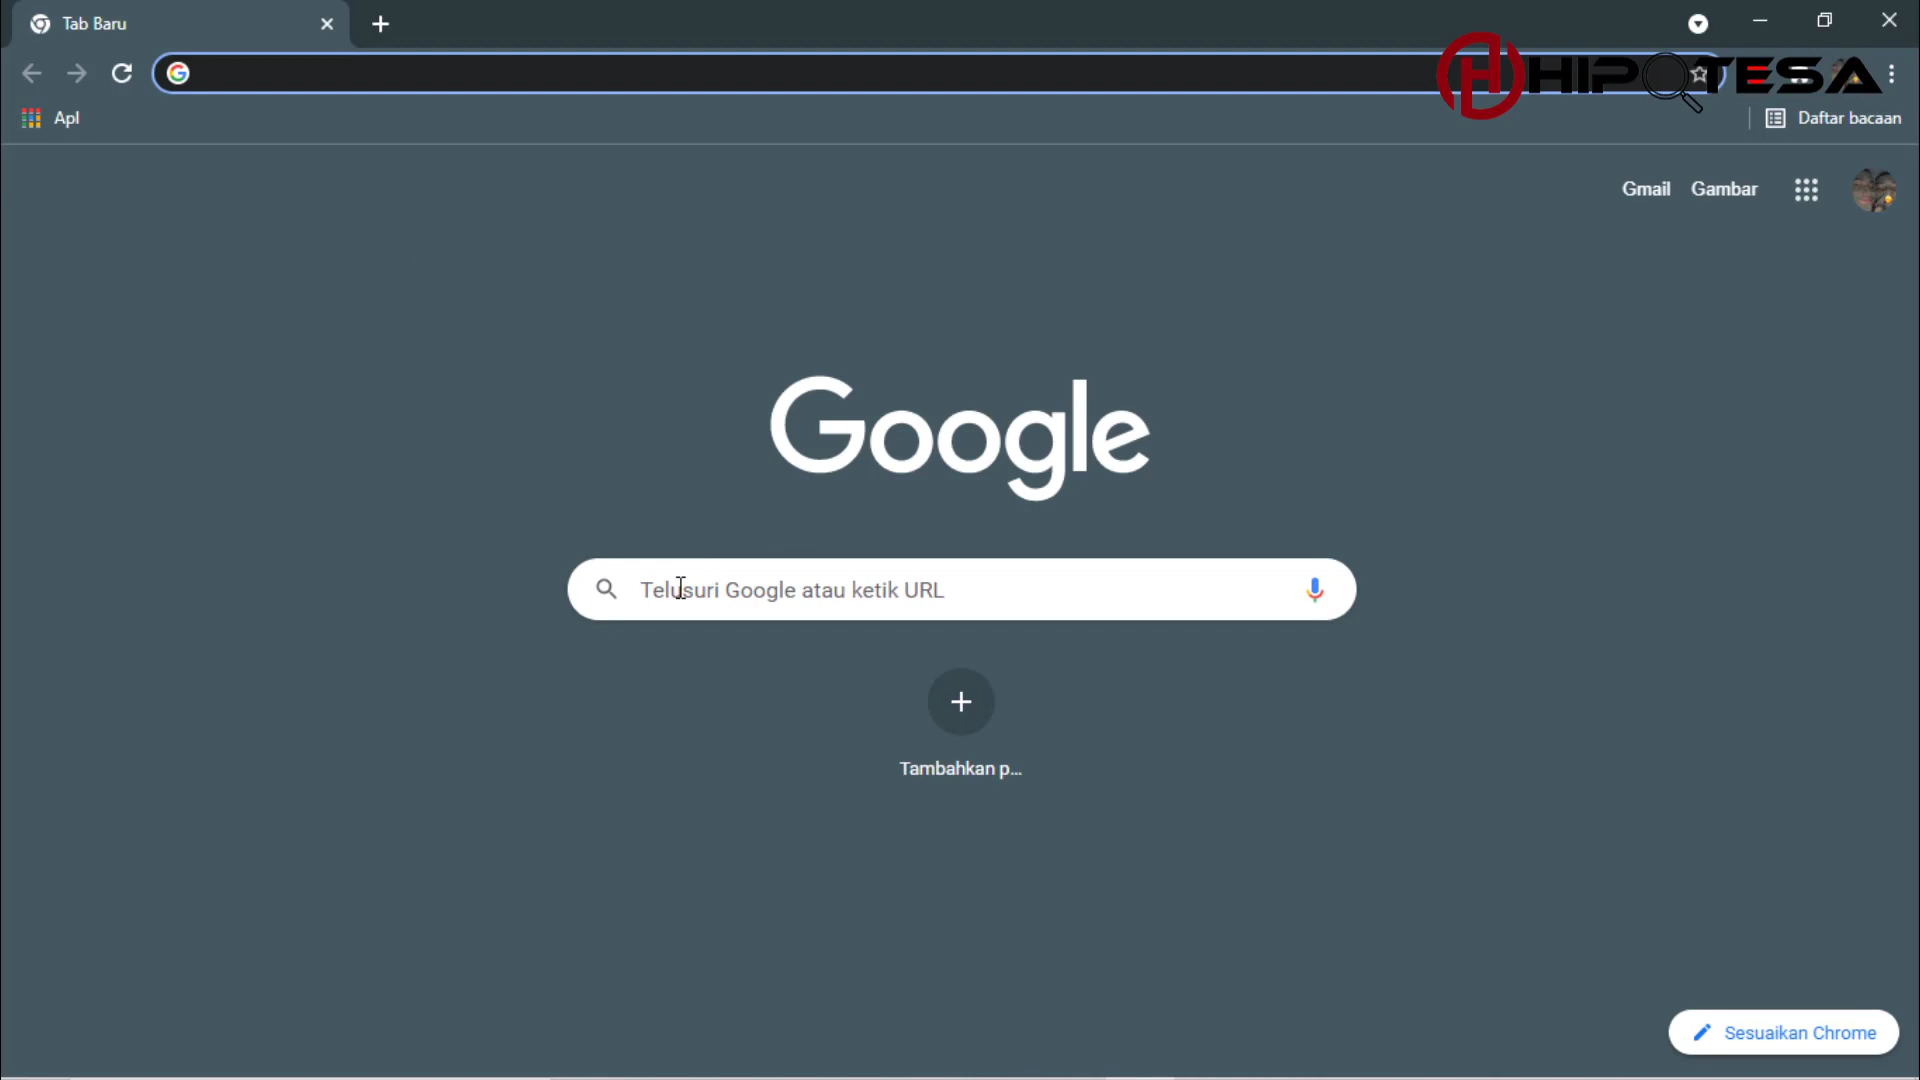 Tab Baru
HIPOTESA
Apl
Daftar bacaan
Gmail Gambar
Google
Telusuri Google atau ketik URL
Tambahkan p...
Sesuaikan Chrome